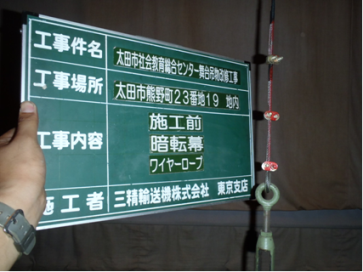 工事件名 太田市社会教育総合センター舞台吊物改修工事
工事場所 太田市熊野町23番地19 地内
工事内容
施工前
暗転幕
ワイヤーロープ
施工者 三精輸送機株式会社 東京支店